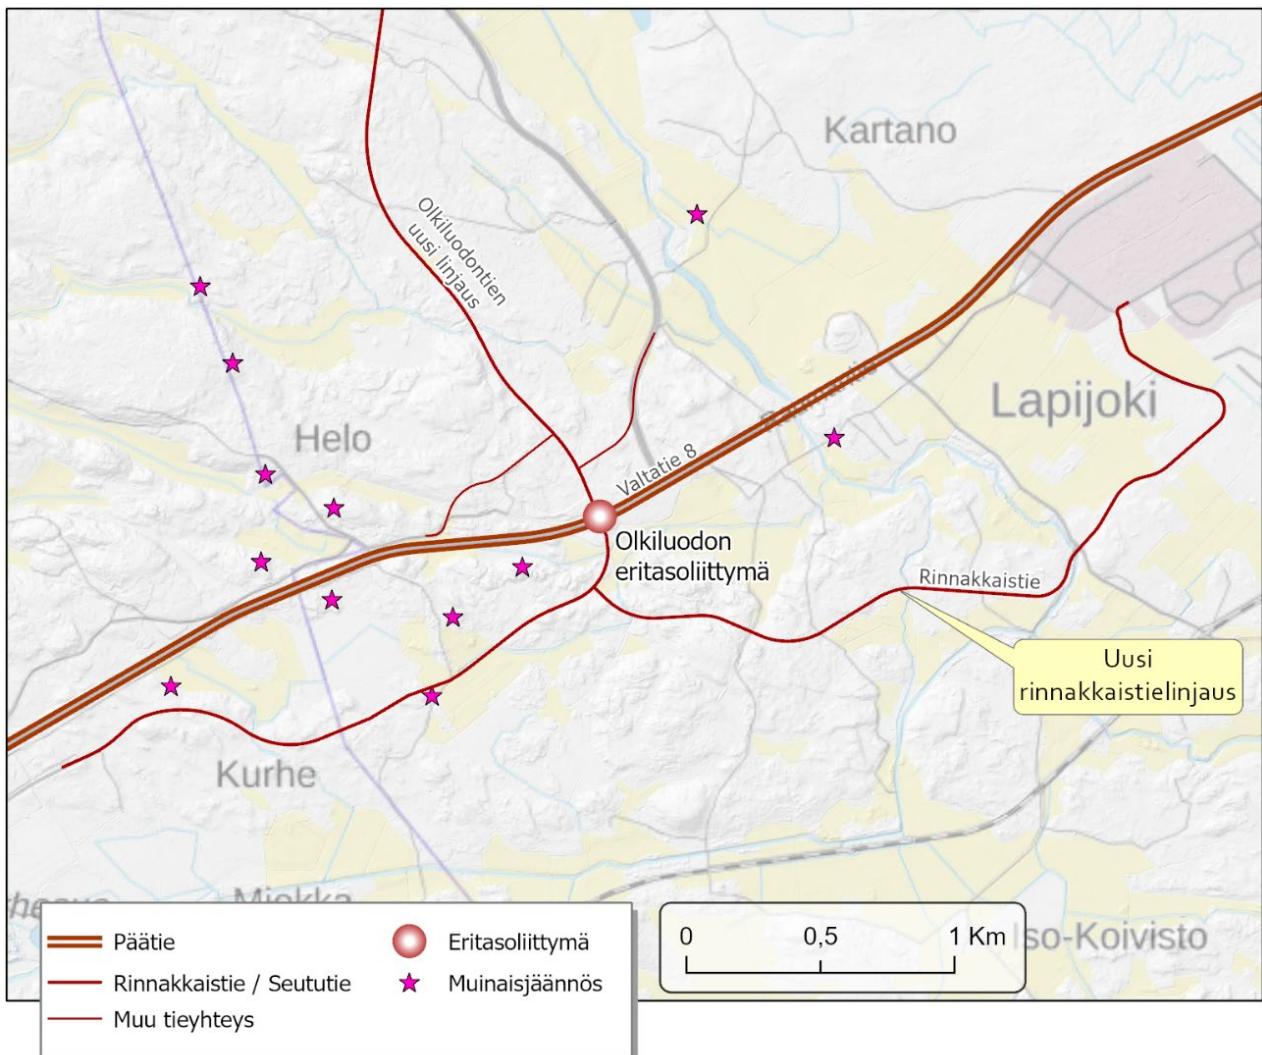 Kartano
Olkiluodontien
uusi linjaus
Lapijoki
Helo
Valtatie 8
Olkiluodon
eritasoliittymä
Rinnakkaistie
Uusi
rinnakkaistielinjaus
Kurhe
Iso-Koivisto
Päätie
Rinnakkaistie / Seututie
Muu tieyhteys
Eritasoliittymä
Muinaisjäännös
0 0,5 1 Km